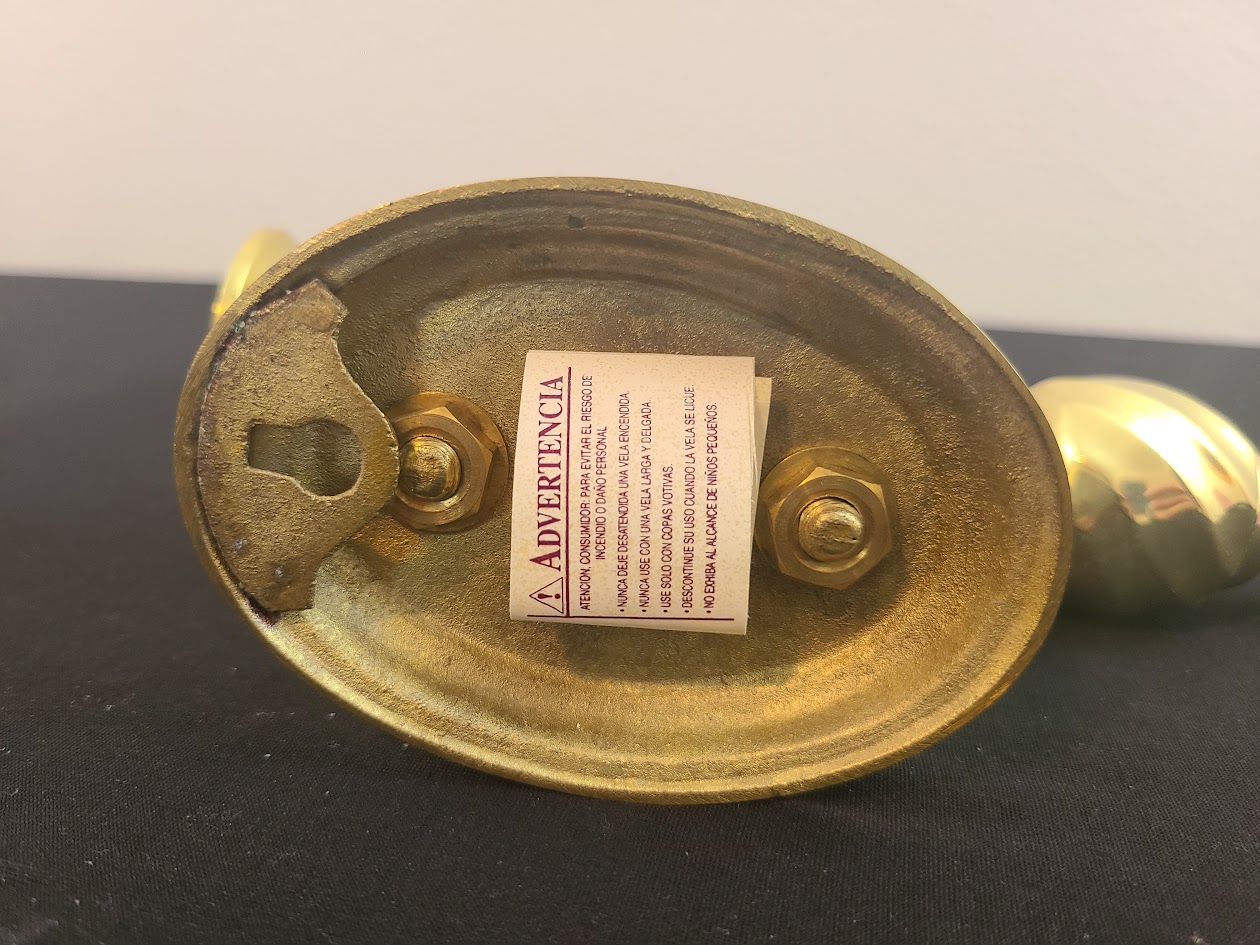 ADVERTENCIA
ATENCION, CONSUMIDOR: PARA EVITAR EL RIESGO DE
INCENDIO O DAÑO PERSONAL
• NUNCA DEJE DESATENDIDA UNA VELA ENCENDIDA.
• NUNCA USE CON UNA VELA LARGA Y DELGADA.
• USE SOLO CON COPAS VOTIVAS.
• DESCONTINUE SU USO CUANDO LA VELA SE LICUE.
• NO EXHIBA AL ALCANCE DE NIÑOS PEQUEÑOS.